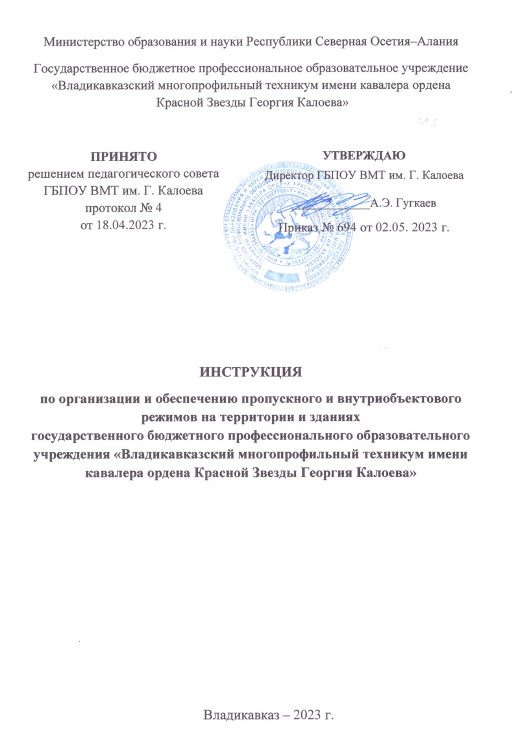 Министерство образования и науки Республики Северная Осетия–Алания
Государственное бюджетное профессиональное образовательное учреждение
«Владикавказский многопрофильный техникум имени кавалера ордена
Красной Звезды Георгия Калоева»
ПРИНЯТО
решением педагогического совета
ГБПОУ ВМТ им. Г. Калоева
протокол № 4
от 18.04.2023 г.
УТВЕРЖДАЮ
Директор ГБПОУ ВМТ им. Г. Калоева
А.Э. Гугкаев
Приказ № 694 от 02.05. 2023 г.
ИНСТРУКЦИЯ
по организации и обеспечению пропускного и внутриобъектового
режимов на территории и зданиях
государственного бюджетного профессионального образовательного
учреждения «Владикавказский многопрофильный техникум имени
кавалера ордена Красной Звезды Георгия Калоева»
Владикавказ – 2023 г.